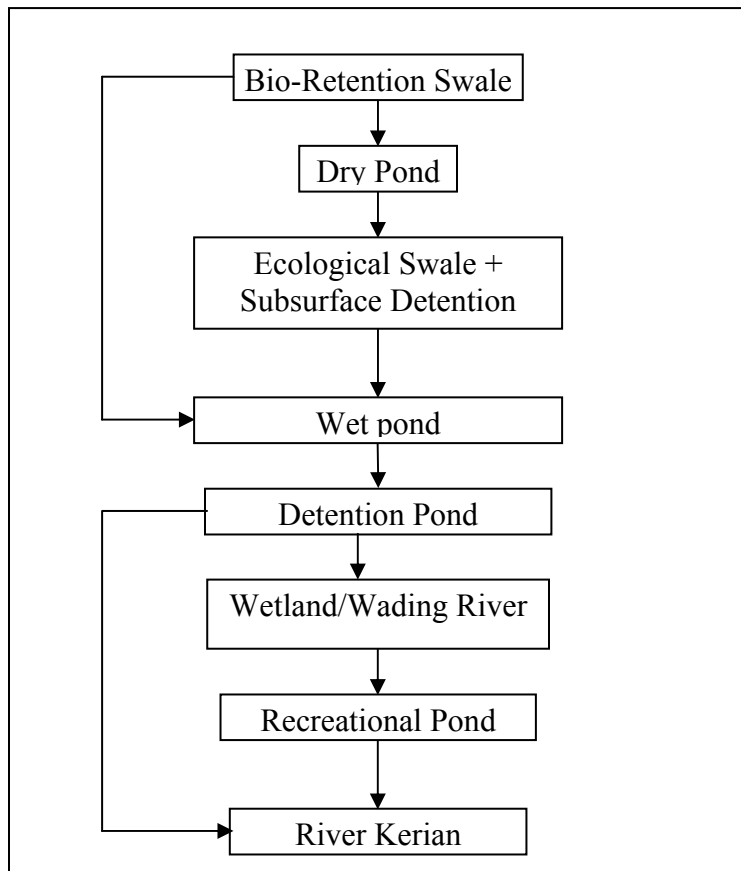 Bio-Retention Swale
Dry Pond
Ecological Swale +
Subsurface Detention
Wet pond
Detention Pond
Wetland/Wading River
Recreational Pond
River Kerian